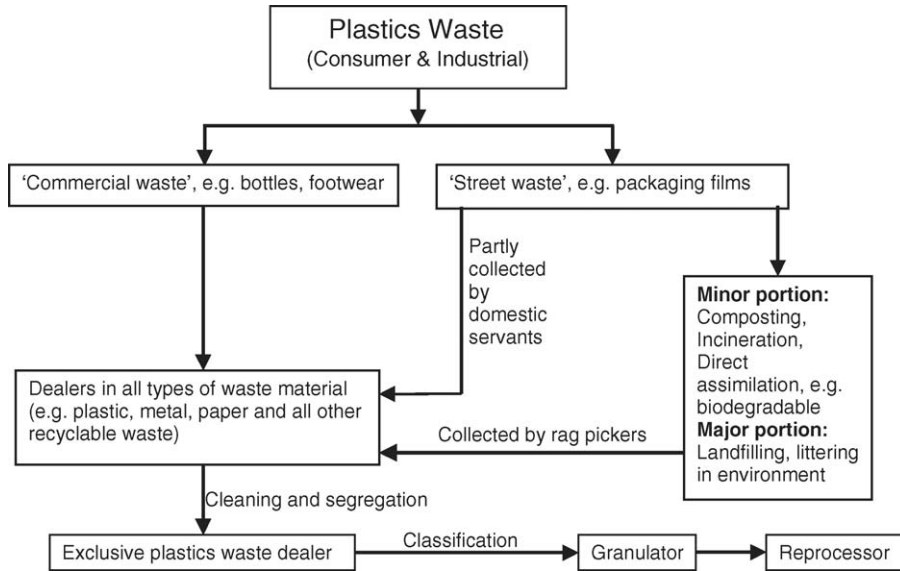 Plastics Waste
(Consumer & Industrial)
‘Commercial waste’, e.g. bottles, footwear
‘Street waste’, e.g. packaging films
Partly
collected
by
domestic
servants
Minor portion:
Composting,
Incineration,
Direct
assimilation, e.g.
biodegradable
Major portion:
Landfilling, littering
in environment
Dealers in all types of waste material
(e.g. plastic, metal, paper and all other
recyclable waste)
Collected by rag pickers
Cleaning and segregation
Exclusive plastics waste dealer
Classification
Granulator
Reprocessor